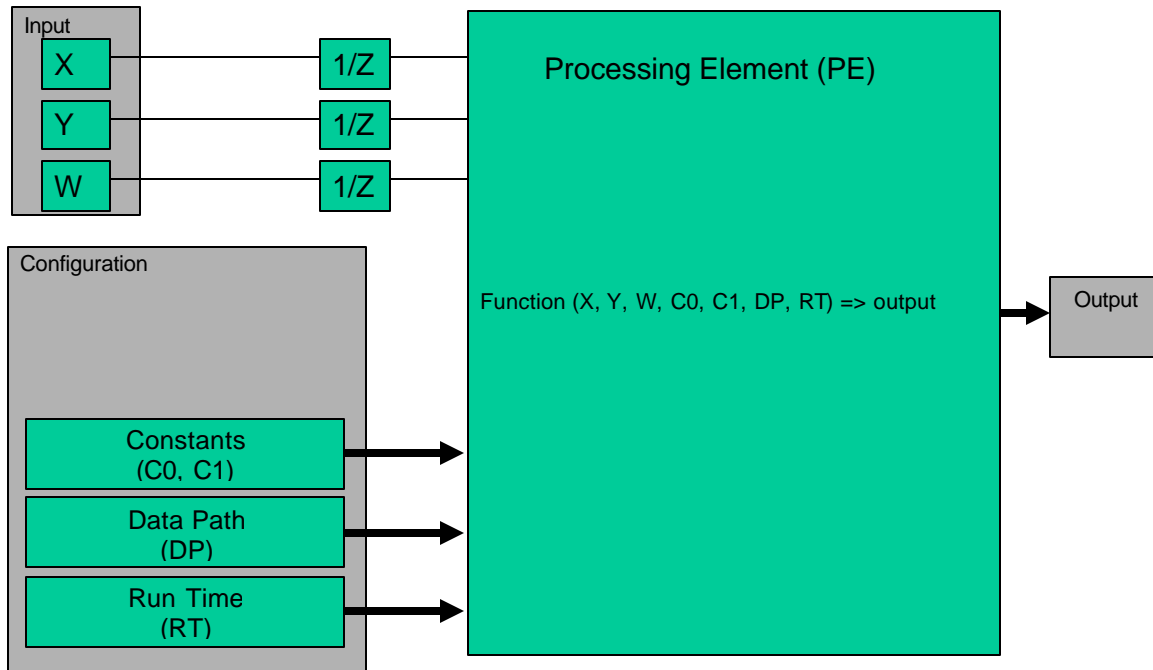 Input
X
1/Z
Y
1/Z
W
1/Z
Processing Element (PE)
Function (X, Y, W, C0, C1, DP, RT) => output
Output
Configuration
Constants
(C0, C1)
Data Path
(DP)
Run Time
(RT)